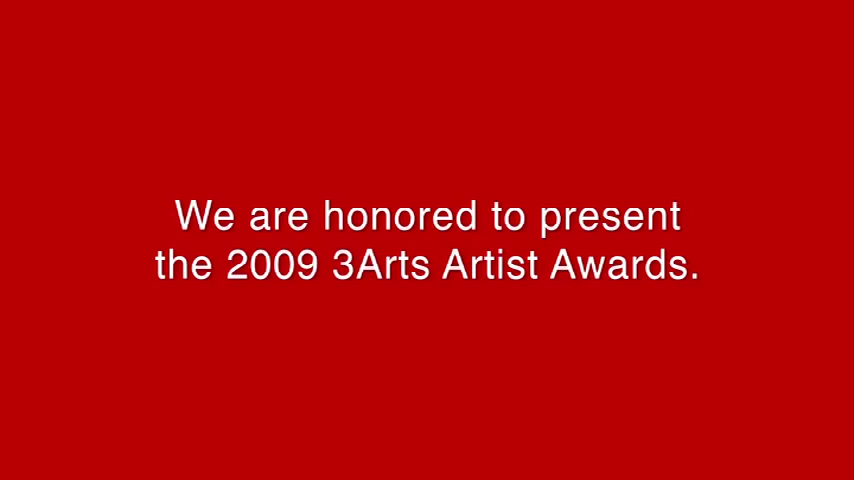 We are honored to present
the 2009 3Arts Artist Awards.